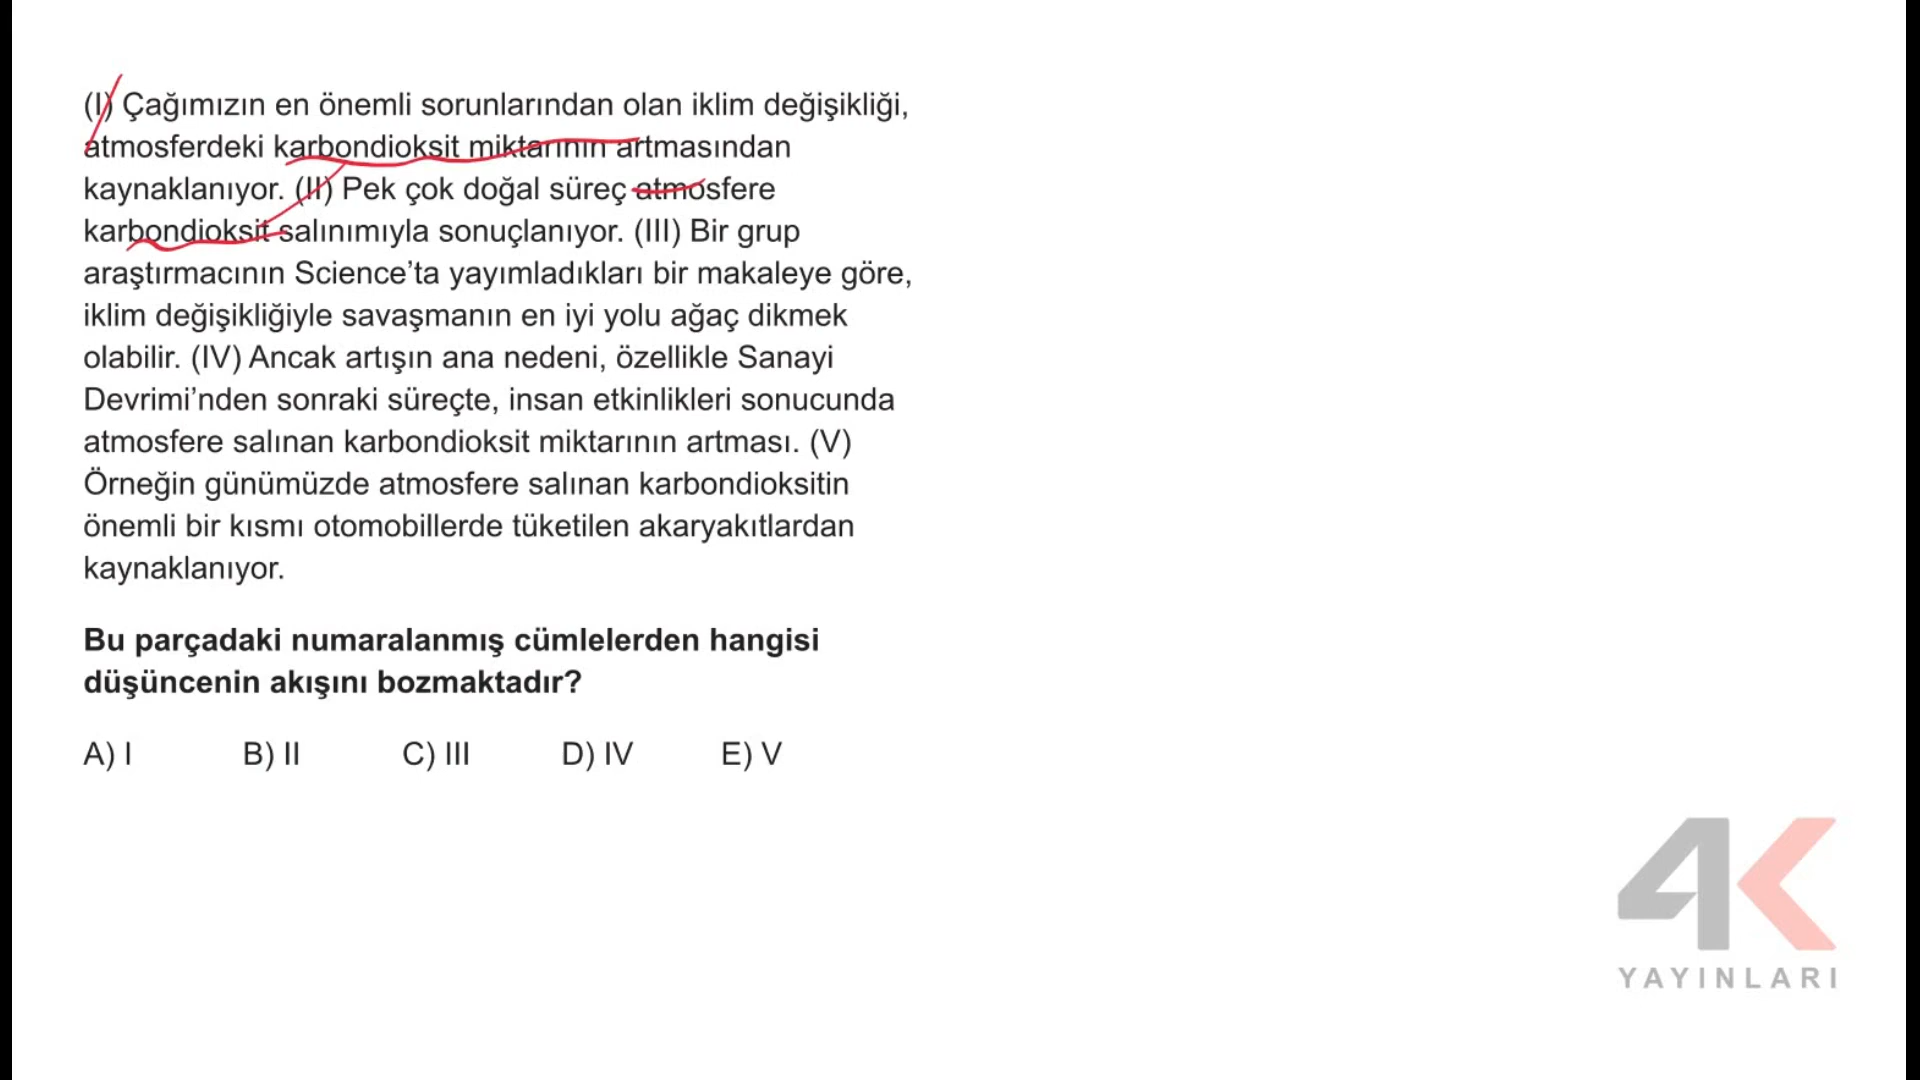 (I) Çağımızın en önemli sorunlarından olan iklim değişikliği,
atmosferdeki karbondioksit miktarının artmasından
kaynaklanıyor. (II) Pek çok doğal süreç atmosfere
karbondioksit salınımıyla sonuçlanıyor. (III) Bir grup
araştırmacının Science’ta yayımladıkları bir makaleye göre,
iklim değişikliğiyle savaşmanın en iyi yolu ağaç dikmek
olabilir. (IV) Ancak artışın ana nedeni, özellikle Sanayi
Devrimi’nden sonraki süreçte, insan etkinlikleri sonucunda
atmosfere salınan karbondioksit miktarının artması. (V)
Örneğin günümüzde atmosfere salınan karbondioksitin
önemli bir kısmı otomobillerde tüketilen akaryakıtlardan
kaynaklanıyor.
Bu parçadaki numaralanmış cümlelerden hangisi
düşüncenin akışını bozmaktadır?
A) I B) II C) III D) IV E) V
4K
YAYINLARI